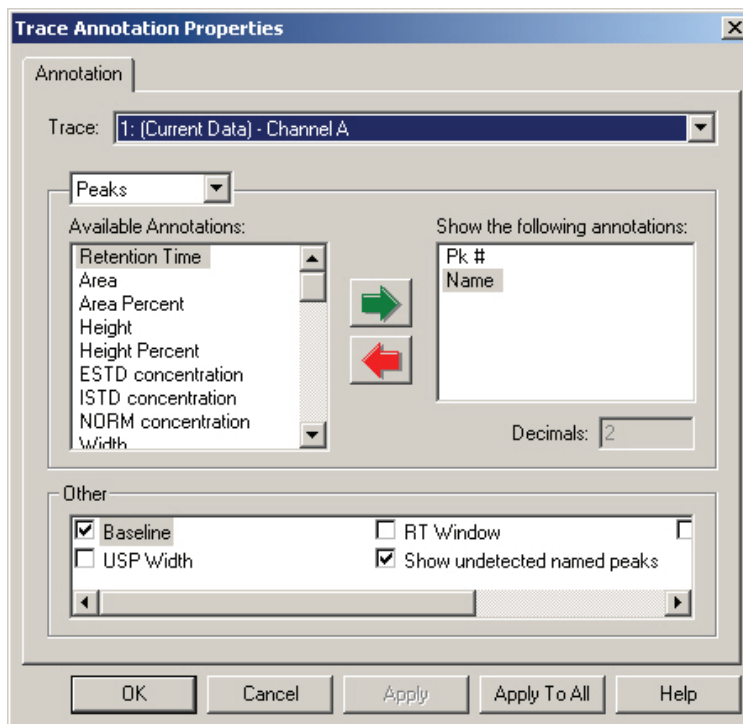 Trace Annotation Properties
Annotation
Trace: 1: (Current Data) - Channel A
Peaks
Available Annotations:
Retention Time
Area
Area Percent
Height
Height Percent
ESTD concentration
ISTD concentration
NORM concentration
Width
Show the following annotations:
Pk #
Name
Decimals: 2
Other
Baseline
RT Window
USP Width
Show undetected named peaks
OK
Cancel
Apply
Apply To All
Help